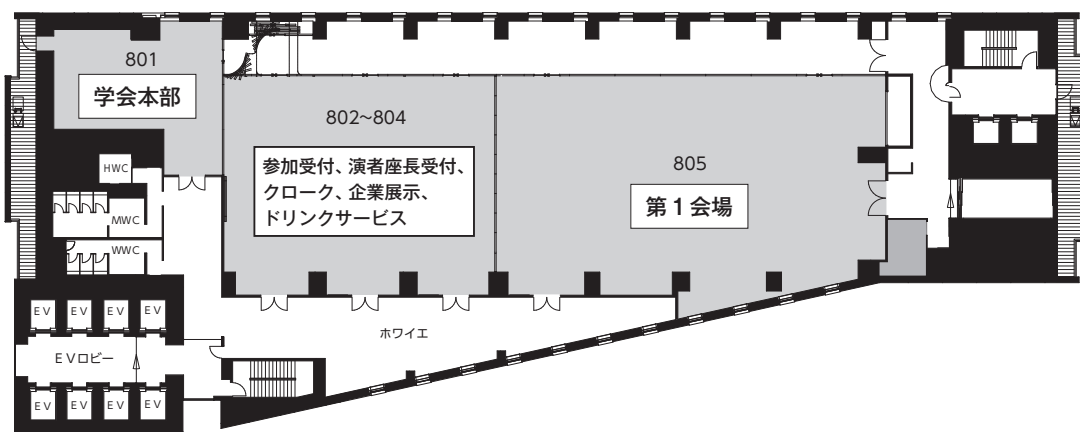 801
学会本部
802~804
参加受付、演者座長受付、
クローク、企業展示、
ドリンクサービス
805
第1会場
HWC
MWC
WWC
EV
EV
EV
EV
EVロビー
EV
EV
EV
EV
ホワイエ